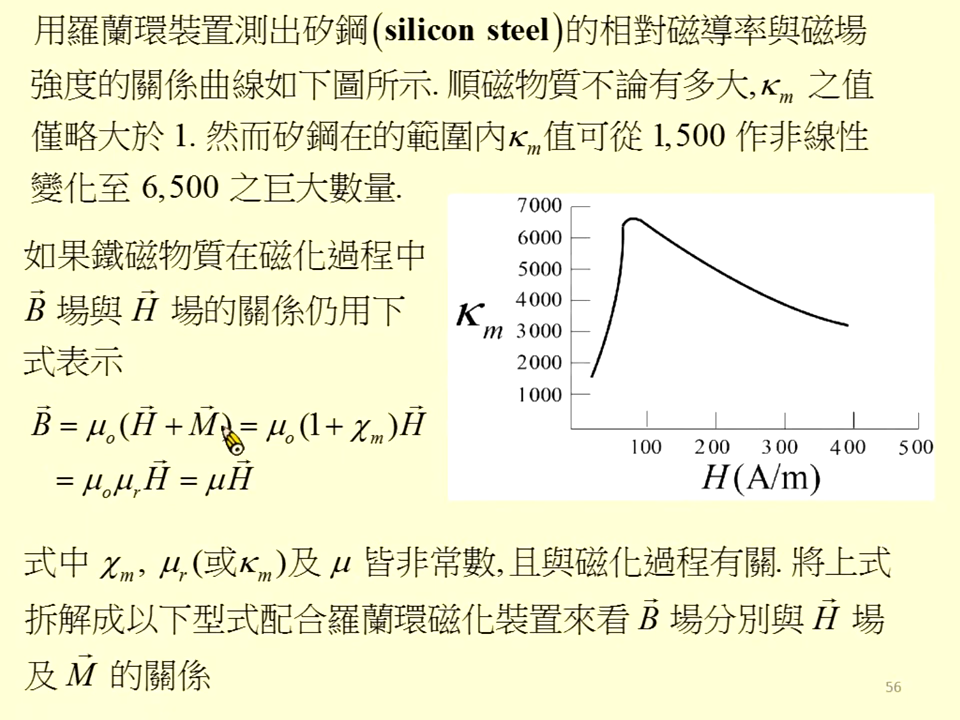 用羅蘭環裝置測出矽鋼(silicon steel)的相對磁導率與磁場
強度的關係曲線如下圖所示. 順磁物質不論有多大, κm 之值
僅略大於 1. 然而矽鋼在的範圍內κm值可從 1,500 作非線性
變化至 6,500 之巨大數量.
如果鐵磁物質在磁化過程中
B⃗ 場與 H⃗ 場的關係仍用下
式表示
B⃗ = μo(H⃗ + M⃗) = μo(1+ χm)H⃗
= μoμrH⃗ = μH⃗
7000
6000
5000
4000
κm 3000
2000
1000
100 200 300 400 500
H(A/m)
式中 χm, μr(或κm)及 μ 皆非常數, 且與磁化過程有關. 將上式
拆解成以下型式配合羅蘭環磁化裝置來看 B⃗ 場分別與 H⃗ 場
及 M⃗ 的關係
56